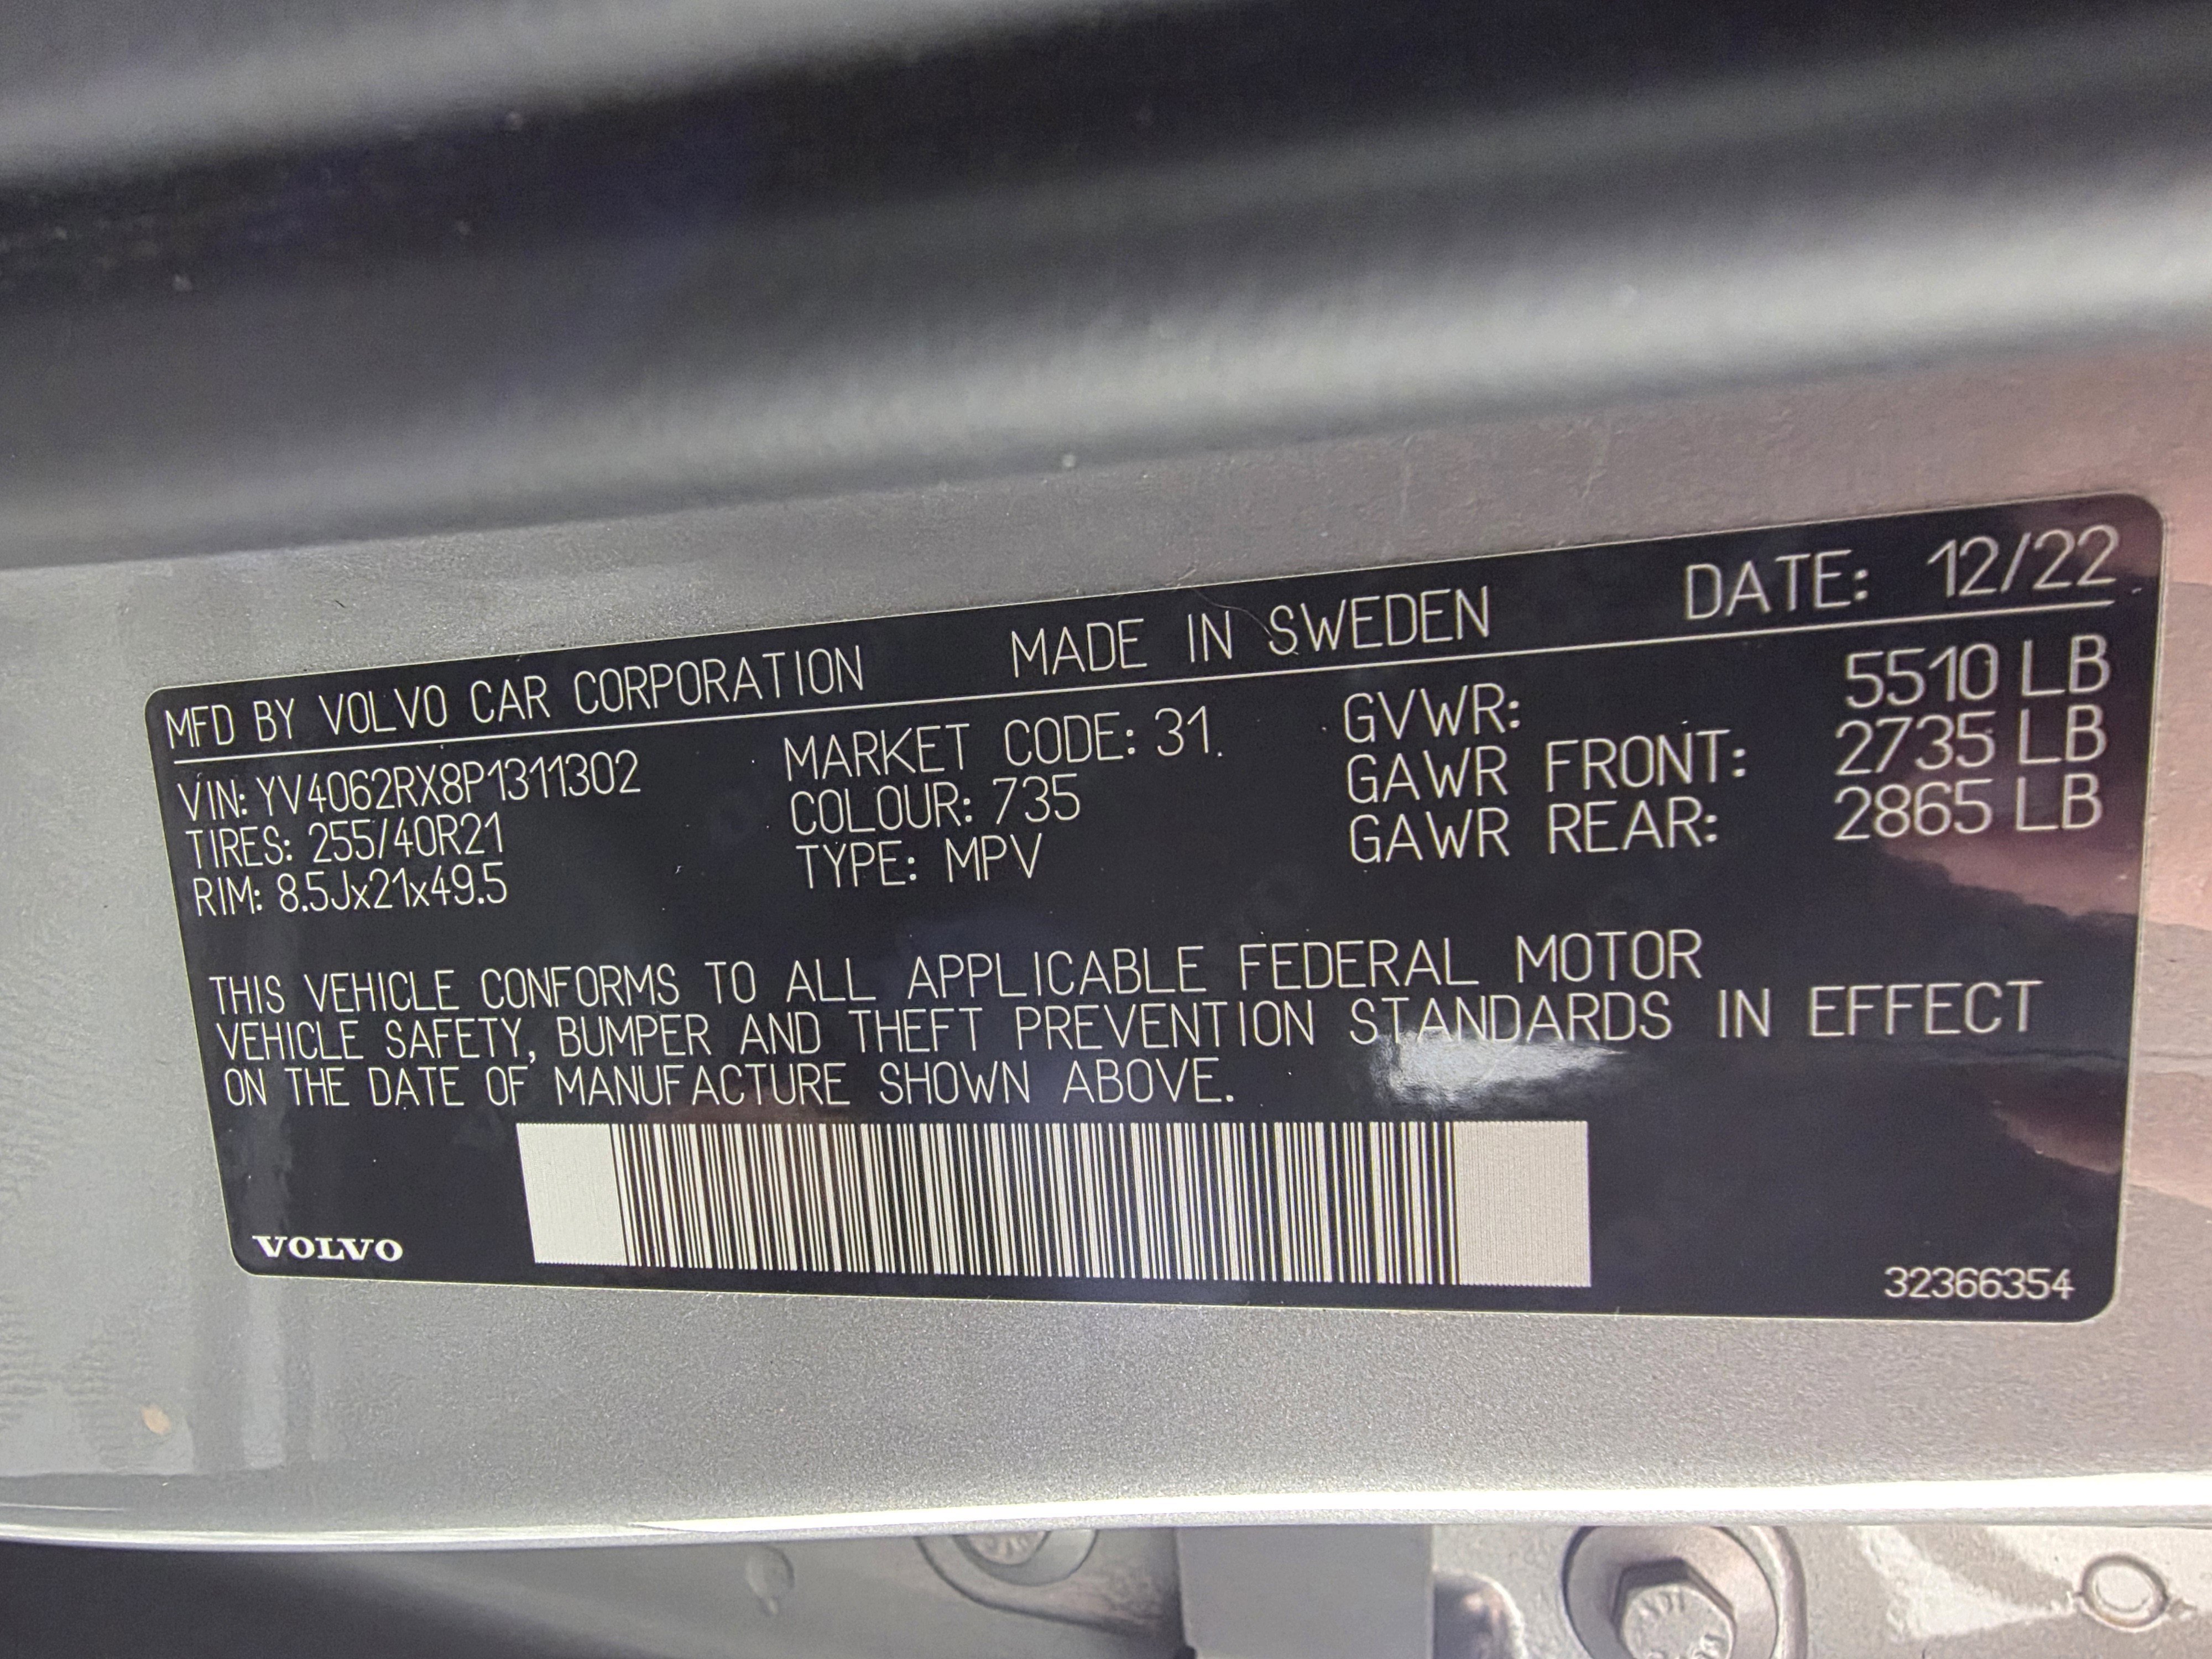 MFD BY VOLVO CAR CORPORATION MADE IN SWEDEN DATE: 12/22
VIN: YV4062RX8P1311302
TIRES: 255/40R21
RIM: 8.5Jx21x49.5
MARKET CODE: 31.
COLOUR: 735
TYPE: MPV
GVWR: 5510 LB
GAWR FRONT: 2735 LB
GAWR REAR: 2865 LB
THIS VEHICLE CONFORMS TO ALL APPLICABLE FEDERAL MOTOR
VEHICLE SAFETY, BUMPER AND THEFT PREVENTION STANDARDS IN EFFECT
ON THE DATE OF MANUFACTURE SHOWN ABOVE.
VOLVO
32366354